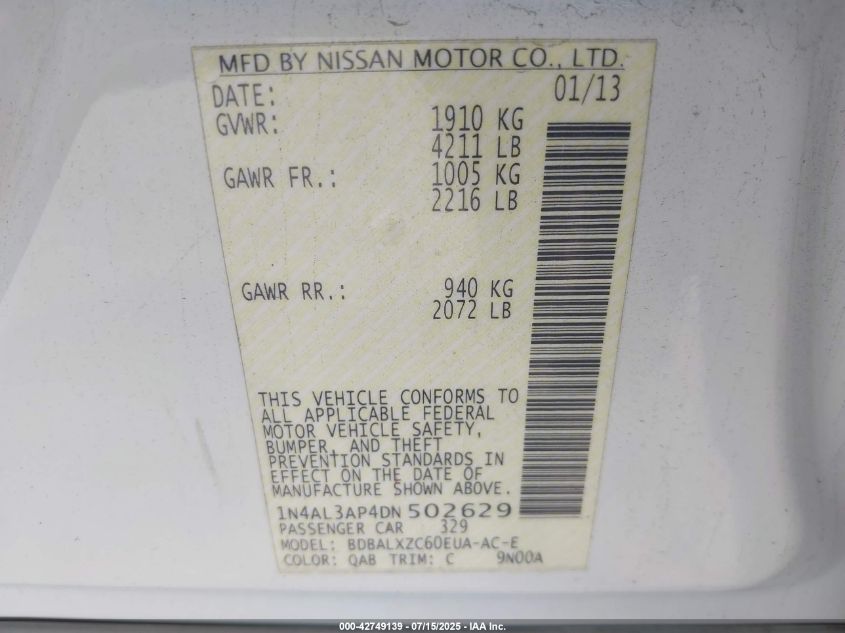 MFD BY NISSAN MOTOR CO., LTD.
DATE: 01/13
GVWR: 1910 KG
4211 LB
GAWR FR.: 1005 KG
2216 LB
GAWR RR.: 940 KG
2072 LB
THIS VEHICLE CONFORMS TO
ALL APPLICABLE FEDERAL
MOTOR VEHICLE SAFETY,
BUMPER, AND THEFT
PREVENTION STANDARDS IN
EFFECT ON THE DATE OF
MANUFACTURE SHOWN ABOVE.
1N4AL3AP4DN 502629
PASSENGER CAR 329
MODEL: BDBALXZC60EUA-AC-E
COLOR: QAB TRIM: C 9N00A
000-42749139 - 07/15/2025 - IAA Inc.